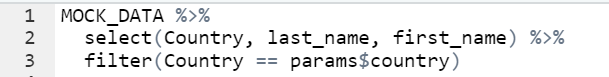 1 MOCK_DATA %>%
2   select(Country, last_name, first_name) %>%
3   filter(Country == params$country)